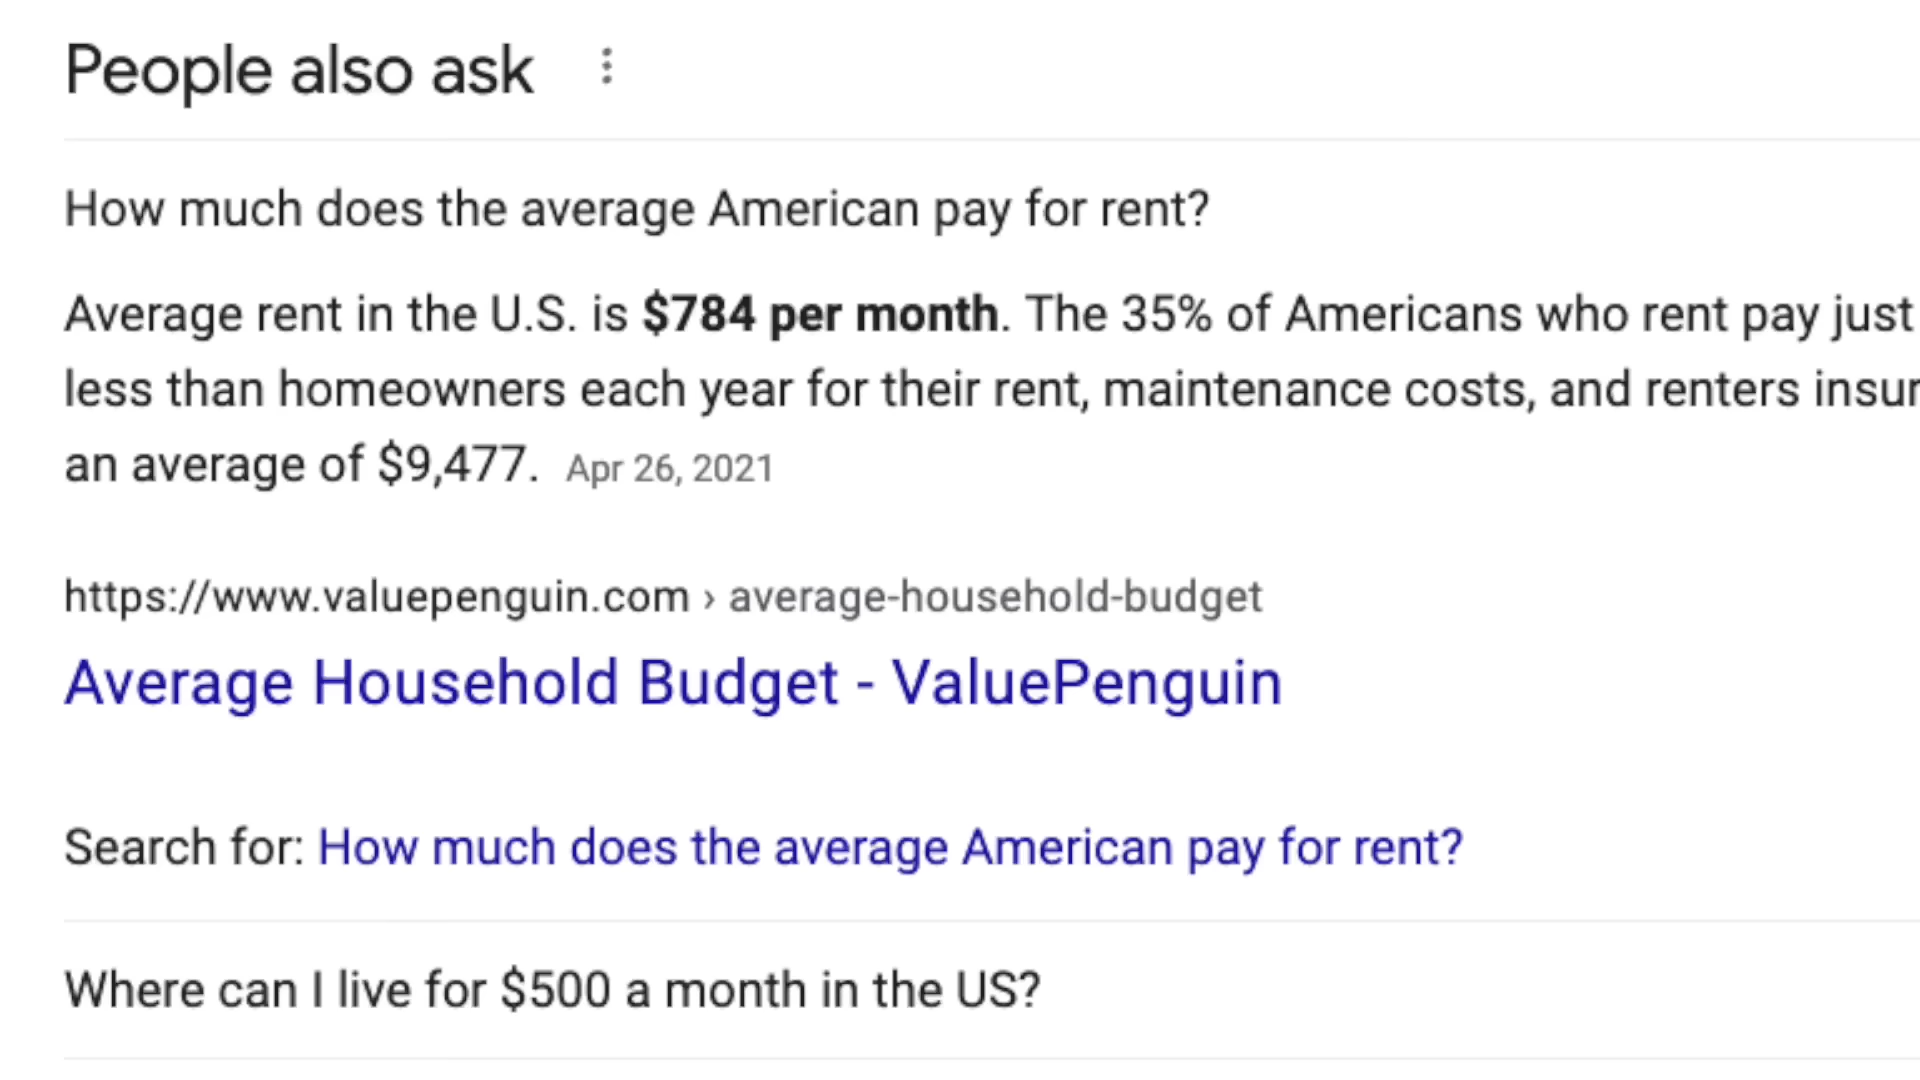 People also ask
How much does the average American pay for rent?
Average rent in the U.S. is $784 per month. The 35% of Americans who rent pay just
less than homeowners each year for their rent, maintenance costs, and renters
an average of $9,477. Apr 26, 2021
https://www.valuepenguin.com › average-household-budget
Average Household Budget - ValuePenguin
Search for: How much does the average American pay for rent?
Where can I live for $500 a month in the US?